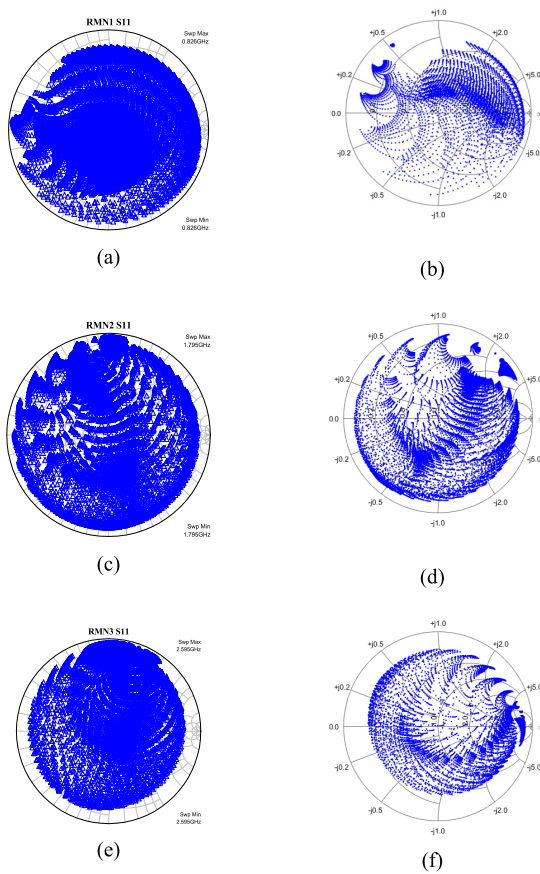 RMN1 S11
Swp Max
0.826GHz
Swp Min
0.826GHz
(a)
+j1.0
+j0.5
+j2.0
+j0.2
+j5.0
0.0
-j0.2
-j5.0
-j0.5
-j2.0
-j1.0
(b)
RMN2 S11
Swp Max
1.795GHz
Swp Min
1.795GHz
(c)
+j1.0
+j0.5
+j2.0
+j0.2
+j5.0
0.0
-j0.2
-j5.0
-j0.5
-j2.0
-j1.0
(d)
RMN3 S11
Swp Max
2.595GHz
Swp Min
2.595GHz
(e)
+j1.0
+j0.5
+j2.0
+j0.2
+j5.0
0.0
-j0.2
-j5.0
-j0.5
-j2.0
-j1.0
(f)